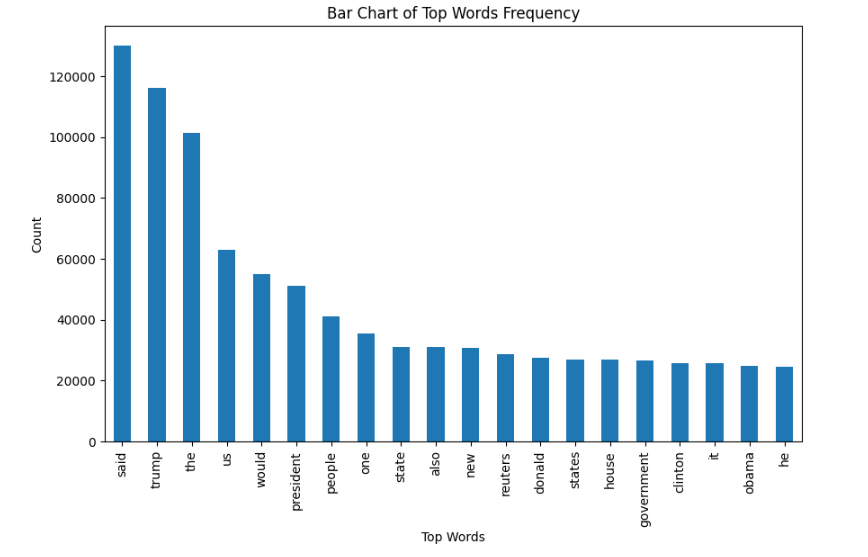 Bar Chart of Top Words Frequency
120000
100000
80000
60000
40000
20000
0
Count
said
trump
the
us
would
president
people
one
state
also
new
reuters
donald
states
house
government
clinton
it
obama
he
Top Words